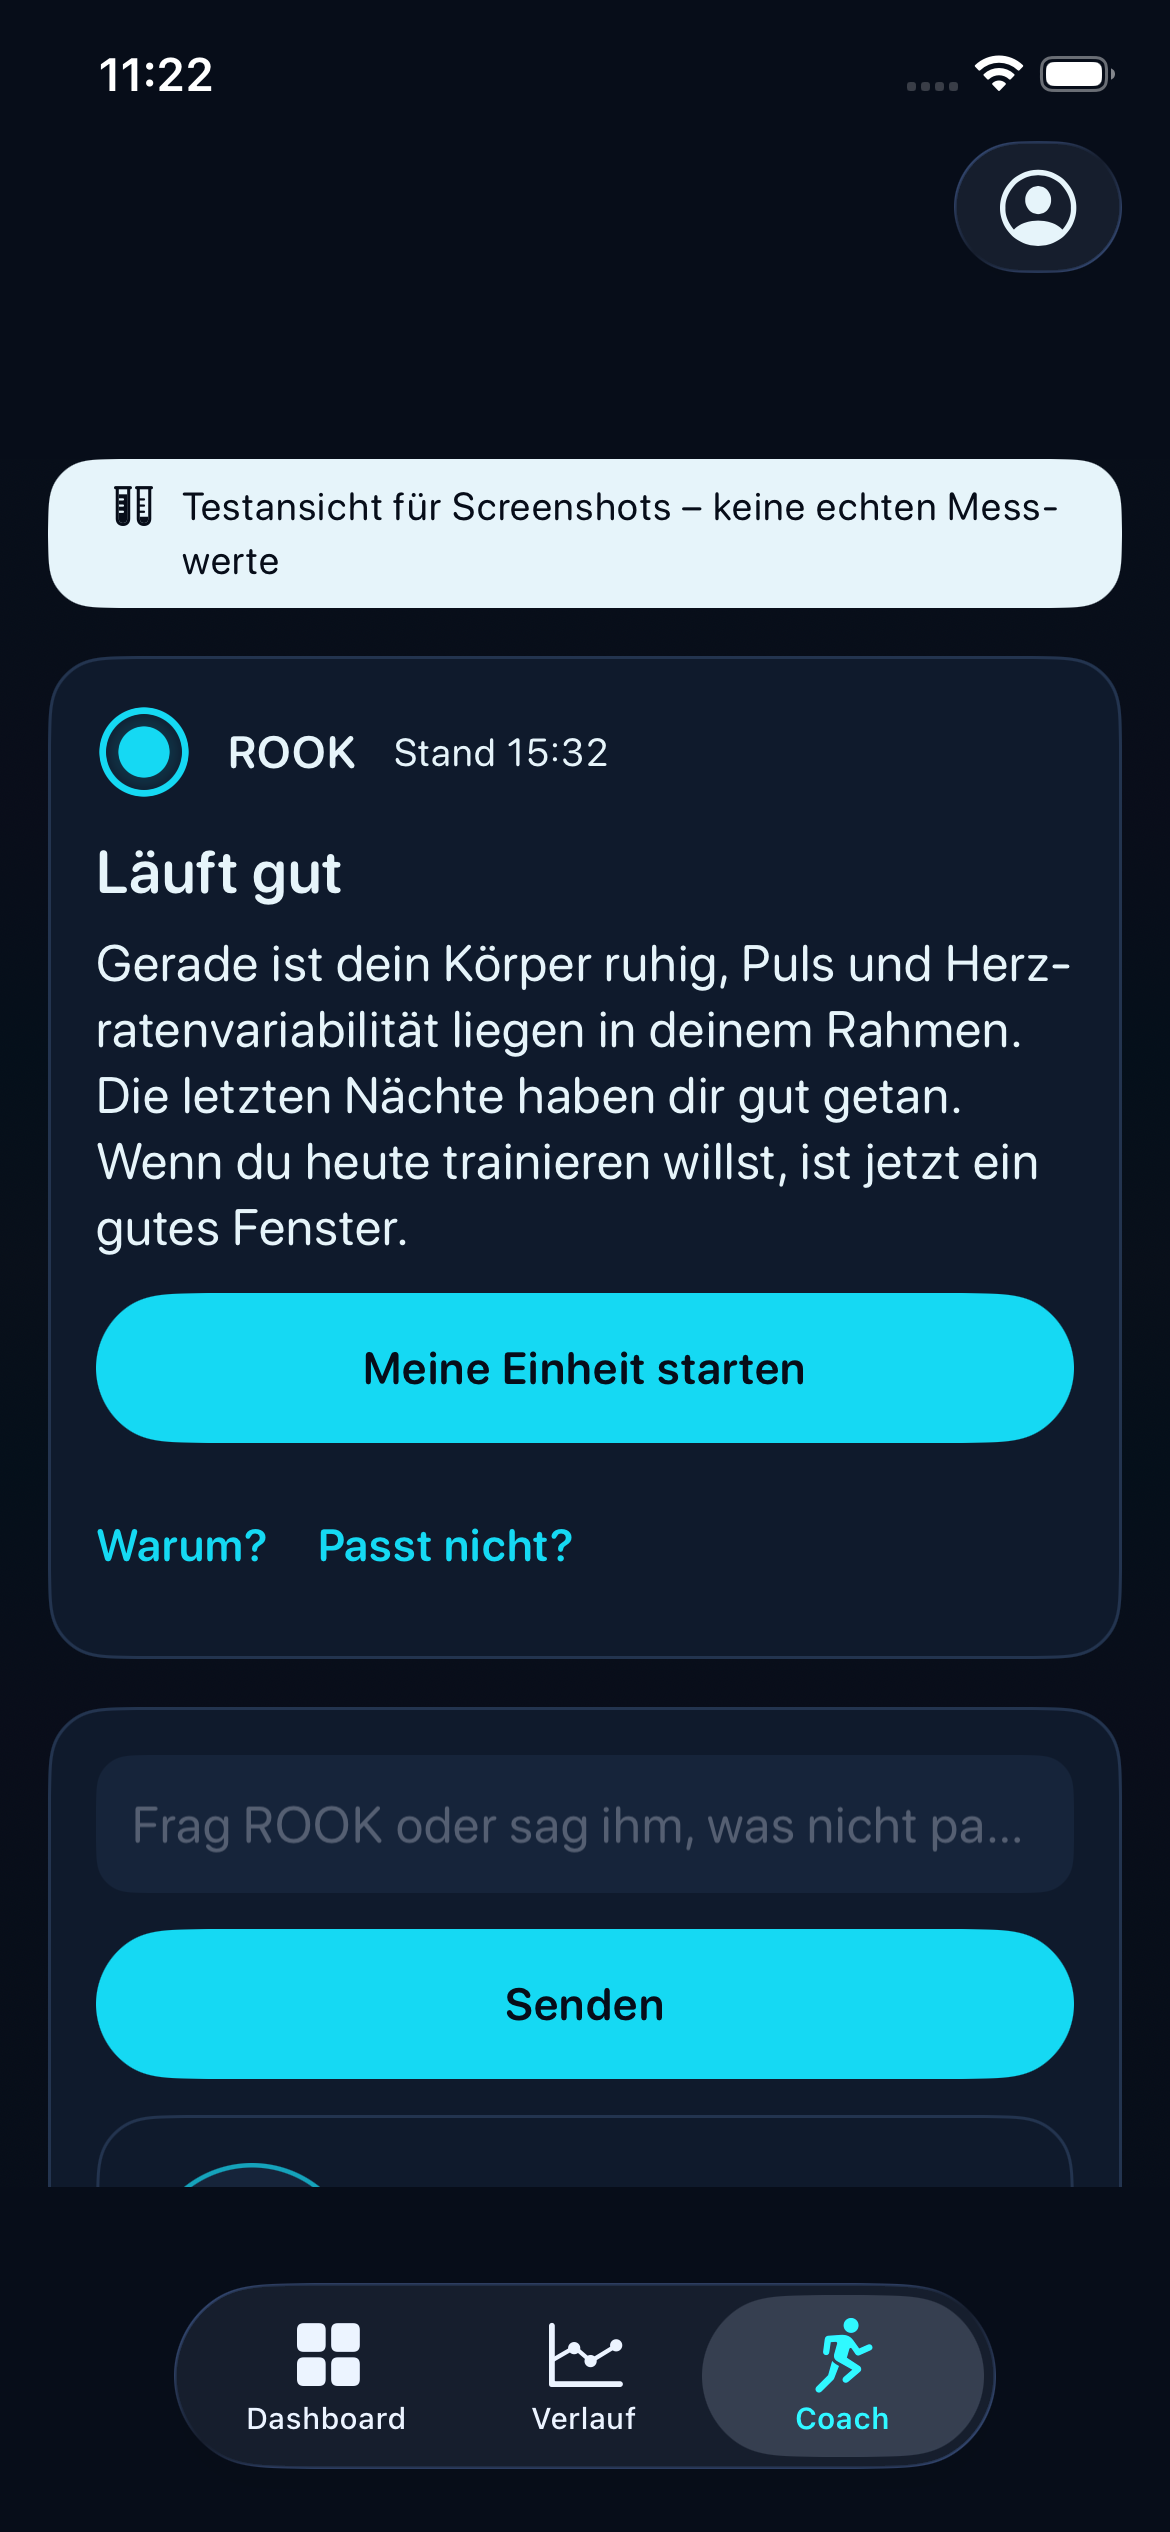 11:22
Testansicht für Screenshots – keine echten Mess-
werte
ROOK Stand 15:32
Läuft gut
Gerade ist dein Körper ruhig, Puls und Herz-
ratenvariabilität liegen in deinem Rahmen.
Die letzten Nächte haben dir gut getan.
Wenn du heute trainieren willst, ist jetzt ein
gutes Fenster.
Meine Einheit starten
Warum? Passt nicht?
Frag ROOK oder sag ihm, was nicht pa...
Senden
Dashboard Verlauf Coach